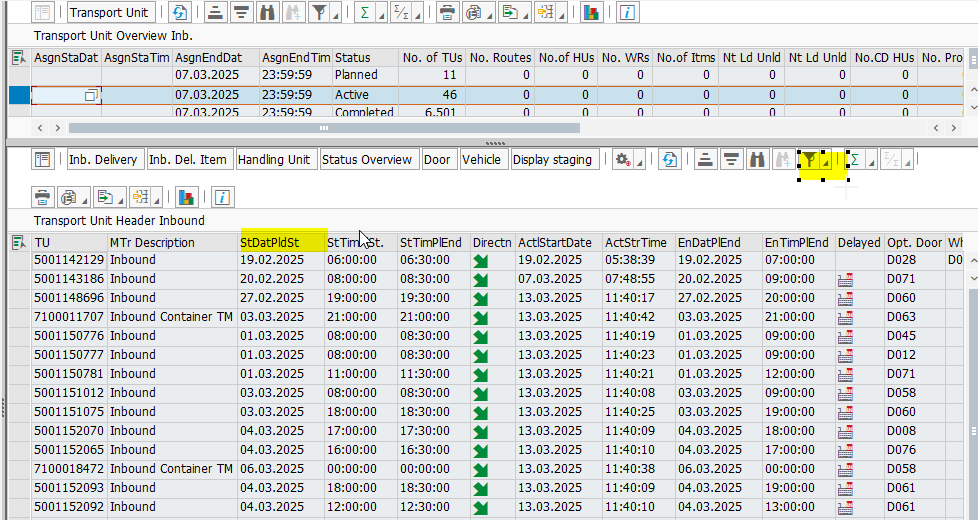 Transport Unit
Transport Unit Overview Inb.
AsgnStaDat AsgnStaTim AsgnEndDat AsgnEndTim Status No. of TUs No. Routes No.of HUs No. WRs No.of Itms Nt Ld Unld Nt Ld Unld No.CD HUs No. Pro
07.03.2025 23:59:59 Planned 11 0 0 0 0 0 0 0
07.03.2025 23:59:59 Active 46 0 0 0 0 0 0 0
07.03.2025 23:59:59 Completed 6.501 0 0 0 0 0 0 0
Inb. Delivery Inb. Del. Item Handling Unit Status Overview Door Vehicle Display staging
Transport Unit Header Inbound
TU MTr Description StDatPldSt StTim St. StTimPlEnd Directn ActlStartDate ActStrTime EnDatPlEnd EnTimPlEnd Delayed Opt. Door Wh
5001142129 Inbound 19.02.2025 06:00:00 06:30:00 19.02.2025 05:38:39 19.02.2025 07:00:00 D028 D0
5001143186 Inbound 20.02.2025 08:00:00 08:30:00 07.03.2025 07:48:55 20.02.2025 09:00:00 D071
5001148696 Inbound 27.02.2025 19:00:00 19:30:00 13.03.2025 11:40:17 27.02.2025 20:00:00 D060
7100011707 Inbound Container TM 03.03.2025 21:00:00 21:00:00 13.03.2025 11:40:42 03.03.2025 21:00:00 D063
5001150776 Inbound 01.03.2025 08:00:00 08:30:00 13.03.2025 11:40:19 01.03.2025 09:00:00 D045
5001150777 Inbound 01.03.2025 08:00:00 08:30:00 13.03.2025 11:40:23 01.03.2025 09:00:00 D012
5001150781 Inbound 01.03.2025 11:00:00 11:30:00 13.03.2025 11:40:21 01.03.2025 12:00:00 D071
5001151012 Inbound 03.03.2025 08:00:00 08:30:00 13.03.2025 11:40:08 03.03.2025 09:00:00 D058
5001151075 Inbound 03.03.2025 18:00:00 18:30:00 13.03.2025 11:40:25 03.03.2025 19:00:00 D060
5001152070 Inbound 04.03.2025 17:00:00 17:30:00 13.03.2025 11:40:09 04.03.2025 18:00:00 D008
5001152065 Inbound 04.03.2025 16:00:00 16:30:00 13.03.2025 11:40:10 04.03.2025 17:00:00 D076
7100018472 Inbound Container TM 06.03.2025 00:00:00 00:00:00 13.03.2025 11:40:38 06.03.2025 00:00:00 D058
5001152093 Inbound 04.03.2025 18:00:00 18:30:00 13.03.2025 11:40:09 04.03.2025 19:00:00 D061
5001152092 Inbound 04.03.2025 12:00:00 12:30:00 13.03.2025 11:40:10 04.03.2025 13:00:00 D061